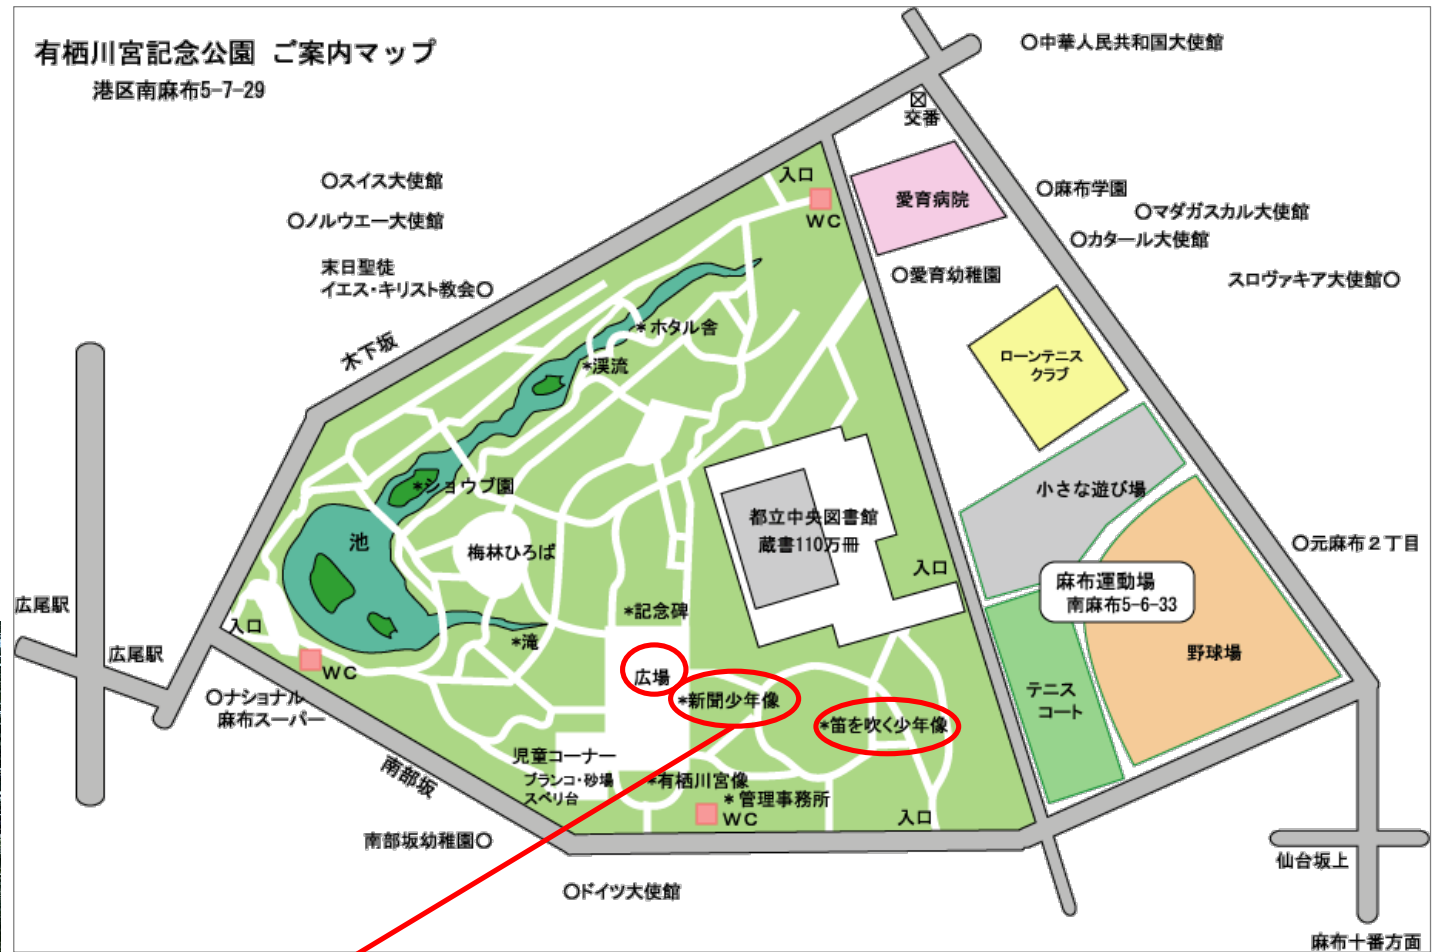 有栖川宮記念公園 ご案内マップ
港区南麻布5-7-29
〇中華人民共和国大使館
交番
入口
WC
愛育病院
〇スイス大使館
〇ノルウエー大使館
末日聖徒
イエス・キリスト教会〇
〇麻布学園
〇マダガスカル大使館
〇カタール大使館
スロヴァキア大使館〇
〇愛育幼稚園
木下坂
*ホタル舎
*渓流
ローンテニス
クラブ
*ショウブ園
小さな遊び場
池
梅林ひろば
都立中央図書館
蔵書110万冊
入口
〇元麻布2丁目
麻布運動場
南麻布5-6-33
広尾駅
広尾駅
入口
WC
*記念碑
*滝
広場
*新聞少年像
*笛を吹く少年像
野球場
テニス
コート
〇ナショナル
麻布スーパー
南部坂
児童コーナー
ブランコ・砂場
スベリ台
*有栖川宮像
*管理事務所
WC
入口
南部坂幼稚園〇
〇ドイツ大使館
仙台坂上
麻布十番方面